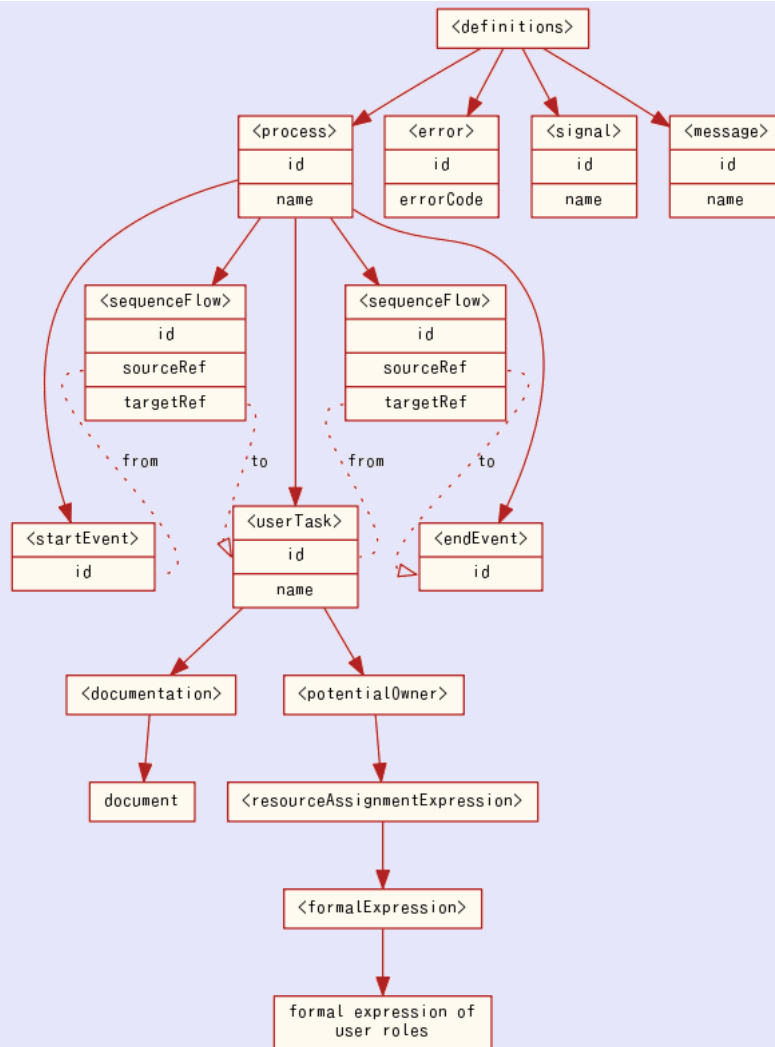 <definitions>
<process>
id
name
<error>
id
errorCode
<signal>
id
name
<message>
id
name
<sequenceFlow>
id
sourceRef
targetRef
<sequenceFlow>
id
sourceRef
targetRef
from
to
from
to
<startEvent>
id
<userTask>
id
name
<endEvent>
id
<documentation>
<potentialOwner>
document
<resourceAssignmentExpression>
<formalExpression>
formal expression of
user roles